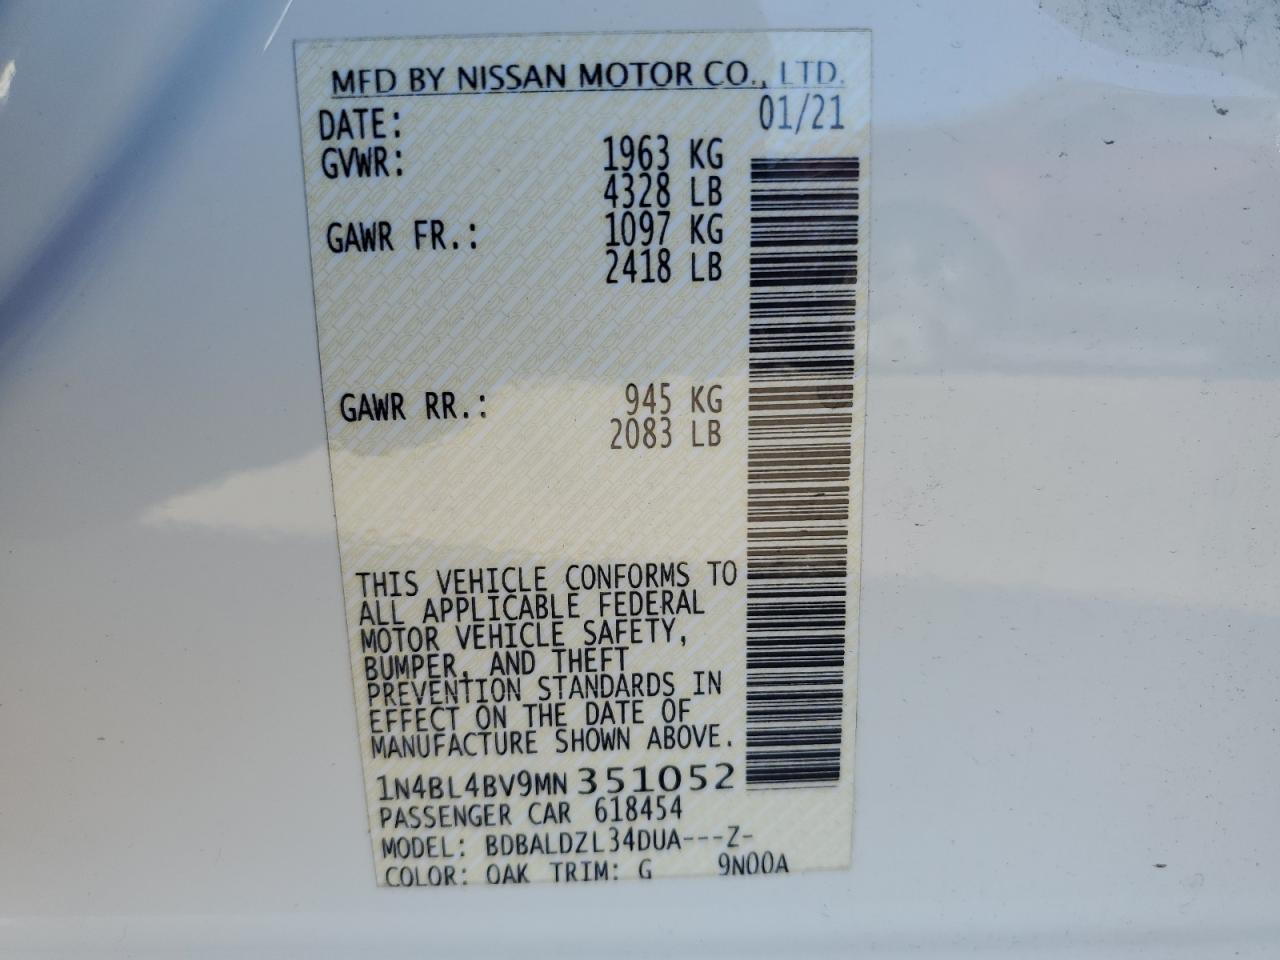 MFD BY NISSAN MOTOR CO., LTD.
DATE: 01/21
GVWR: 1963 KG
4328 LB
GAWR FR.: 1097 KG
2418 LB
GAWR RR.: 945 KG
2083 LB
THIS VEHICLE CONFORMS TO
ALL APPLICABLE FEDERAL
MOTOR VEHICLE SAFETY,
BUMPER, AND THEFT
PREVENTION STANDARDS IN
EFFECT ON THE DATE OF
MANUFACTURE SHOWN ABOVE.
1N4BL4BV9MN351052
PASSENGER CAR 618454
MODEL: BDBALDZL34DUA---Z-
COLOR: QAK TRIM: G 9N00A